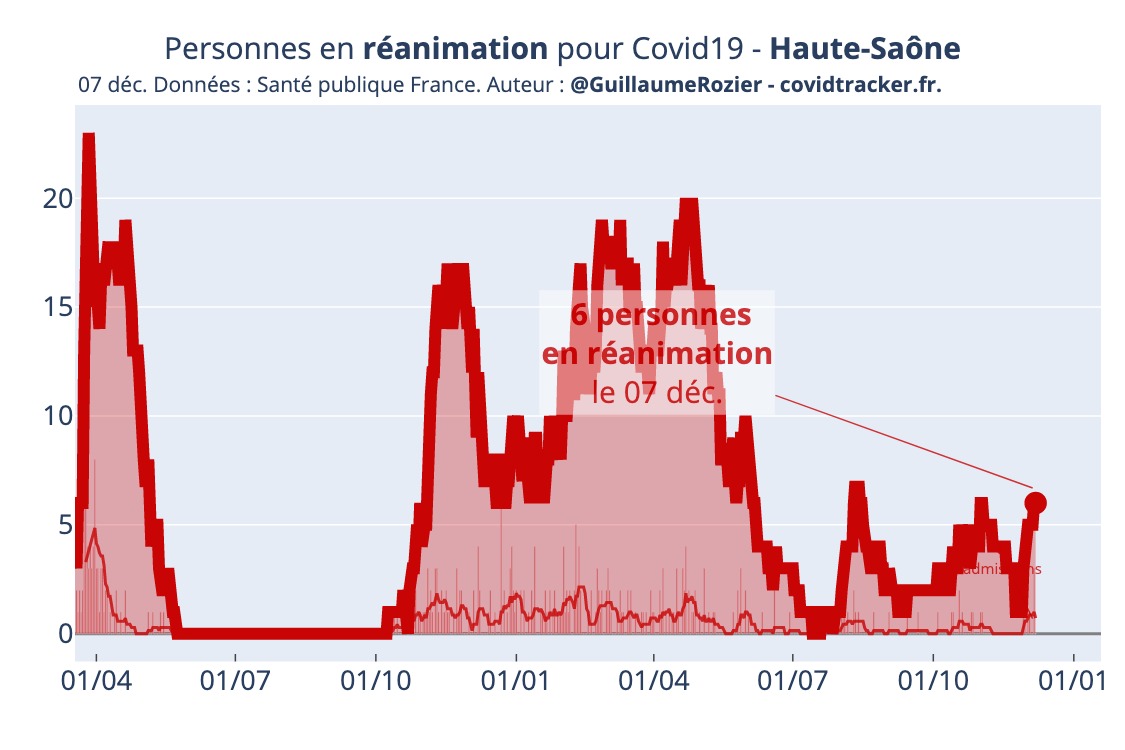 Personnes en réanimation pour Covid19 - Haute-Saône
07 déc. Données : Santé publique France. Auteur : @GuillaumeRozier - covidtracker.fr.
20
15
6 personnes
en réanimation
le 07 déc.
10
5
admissions
0
01/04 01/07 01/10 01/01 01/04 01/07 01/10 01/01